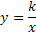 y = k/x